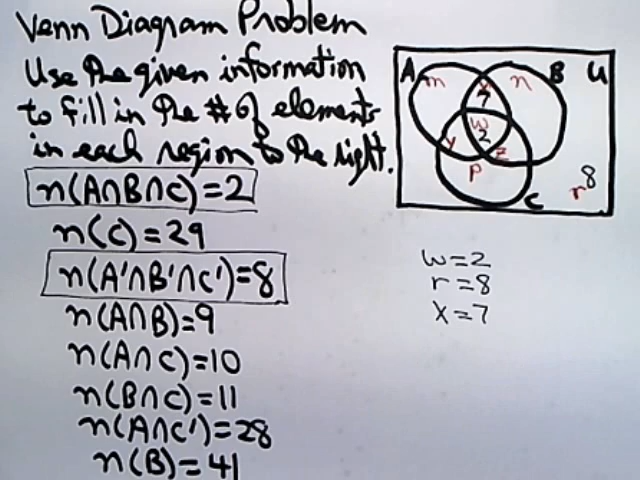 Venn Diagram Problem
Use the given information
to fill in the # of elements
in each region to the right.
n(A∩B∩C)=2
n(C)=29
n(A'∩B'∩C')=8
n(A∩B)=9
n(A∩C)=10
n(B∩C)=11
n(A∩C')=28
n(B)=41
A m x n B U
7
w
2
y z
p
r 8
C
w=2
r=8
x=7